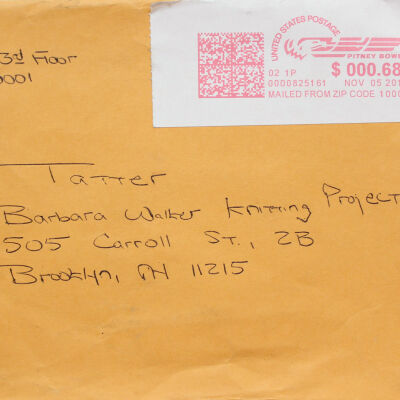 3rd Floor
0001
UNITED STATES POSTAGE
PITNEY BOWE
02 1P
$ 000.68
0000825161
NOV 05 201
MAILED FROM ZIP CODE 1000
Tatter
Barbara Walker Knitting Project
505 Carroll St., 2B
Brooklyn, NY 11215